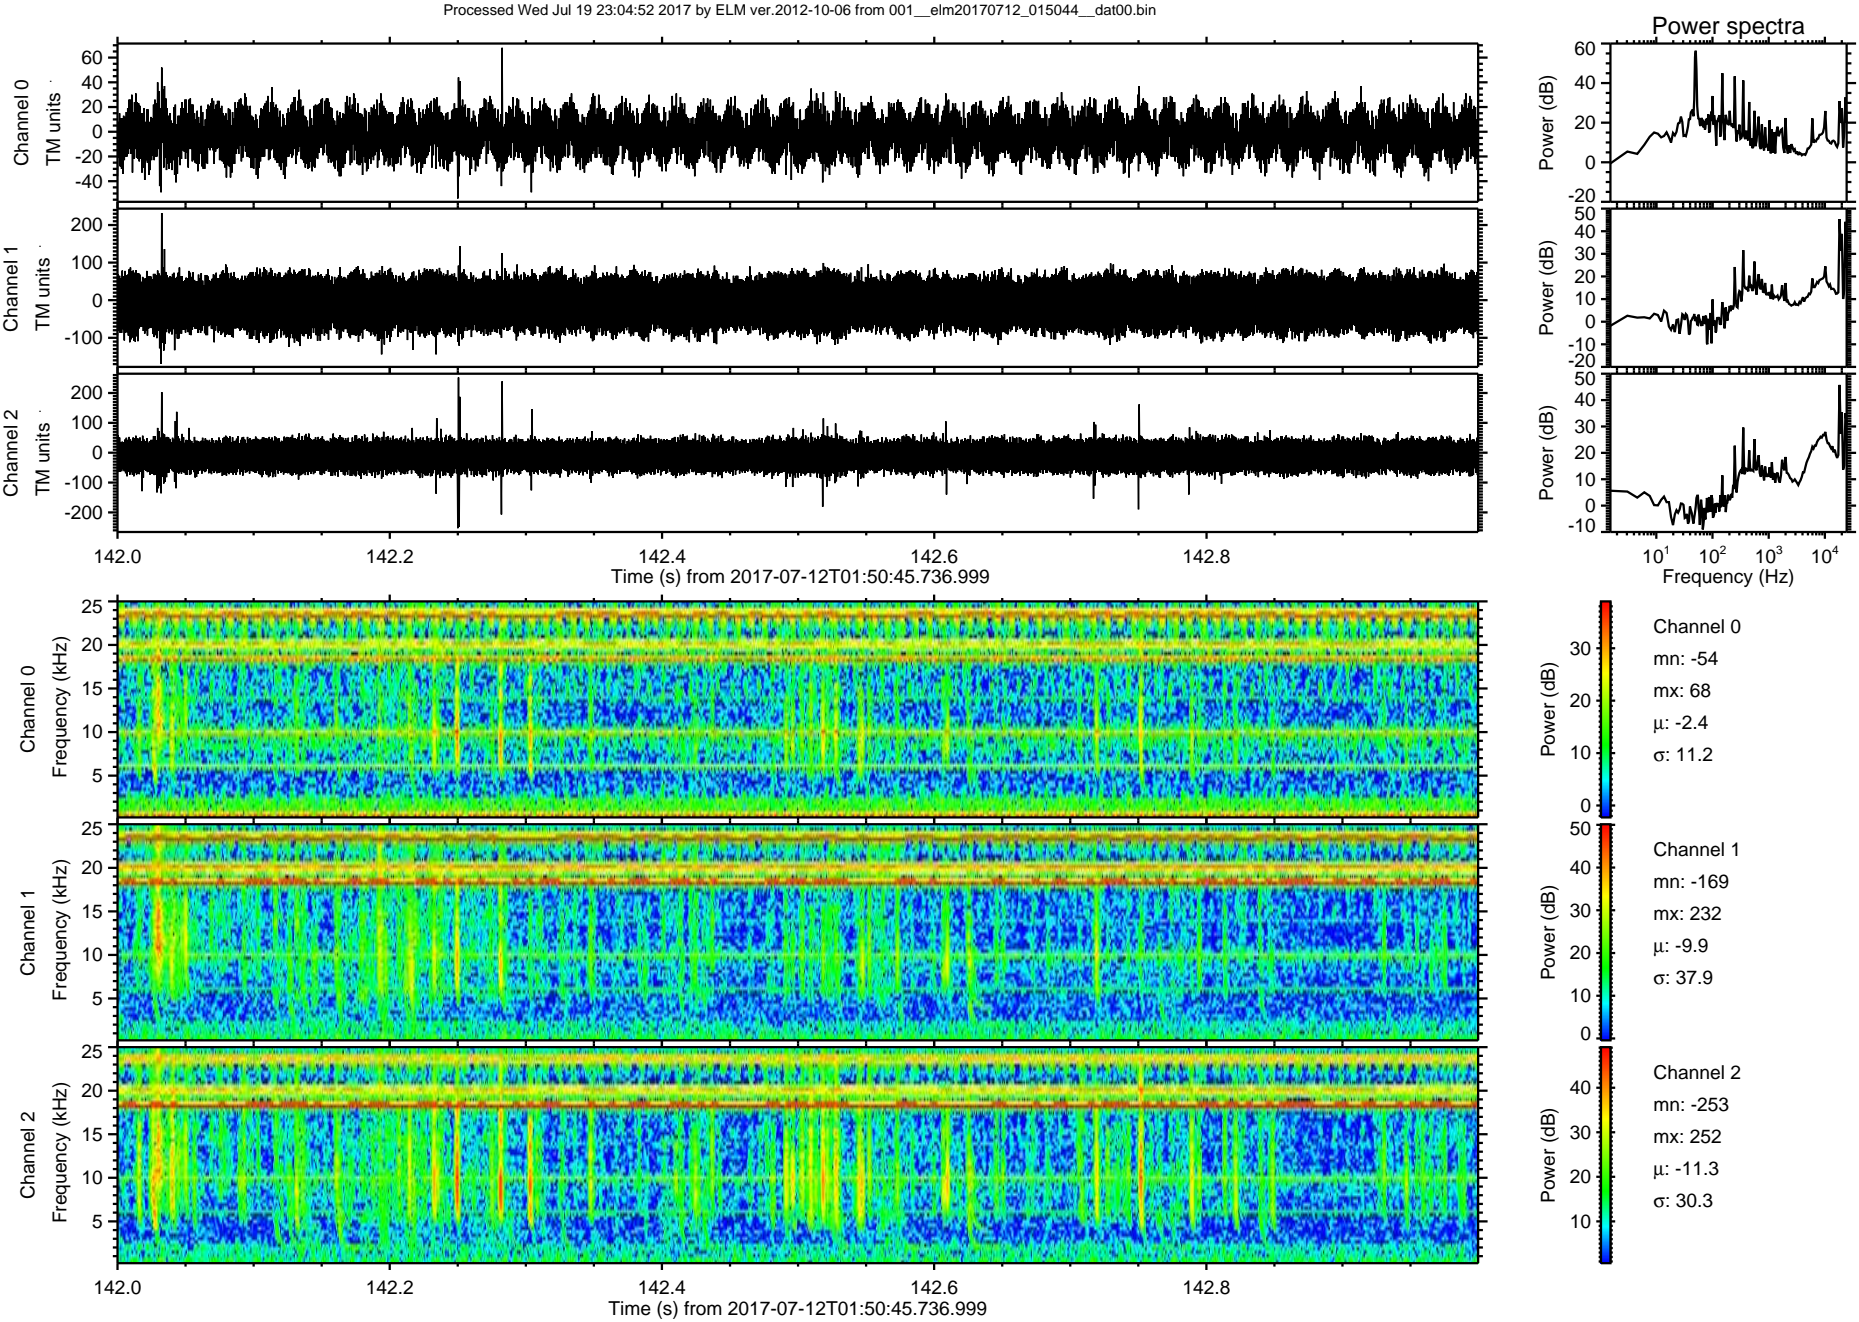 Processed Wed Jul 19 23:04:52 2017 by ELM ver.2012-10-06 from 001__elm20170712_015044__dat00.bin
Power spectra
Channel 0
TM units
60
40
20
0
-20
-40
Power (dB)
60
40
20
0
-20
Channel 1
TM units
200
100
0
-100
Power (dB)
50
40
30
20
10
0
-10
-20
Channel 2
TM units
200
100
0
-100
-200
Power (dB)
50
40
30
20
10
0
-10
142.0 142.2 142.4 142.6 142.8
Time (s) from 2017-07-12T01:50:45.736.999
10^1 10^2 10^3 10^4
Frequency (Hz)
Channel 0
Frequency (kHz)
25
20
15
10
5
Power (dB)
30
20
10
0
Channel 0
mn: -54
mx: 68
μ: -2.4
σ: 11.2
Channel 1
Frequency (kHz)
25
20
15
10
5
Power (dB)
50
40
30
20
10
0
Channel 1
mn: -169
mx: 232
μ: -9.9
σ: 37.9
Channel 2
Frequency (kHz)
25
20
15
10
5
Power (dB)
40
30
20
10
Channel 2
mn: -253
mx: 252
μ: -11.3
σ: 30.3
142.0 142.2 142.4 142.6 142.8
Time (s) from 2017-07-12T01:50:45.736.999